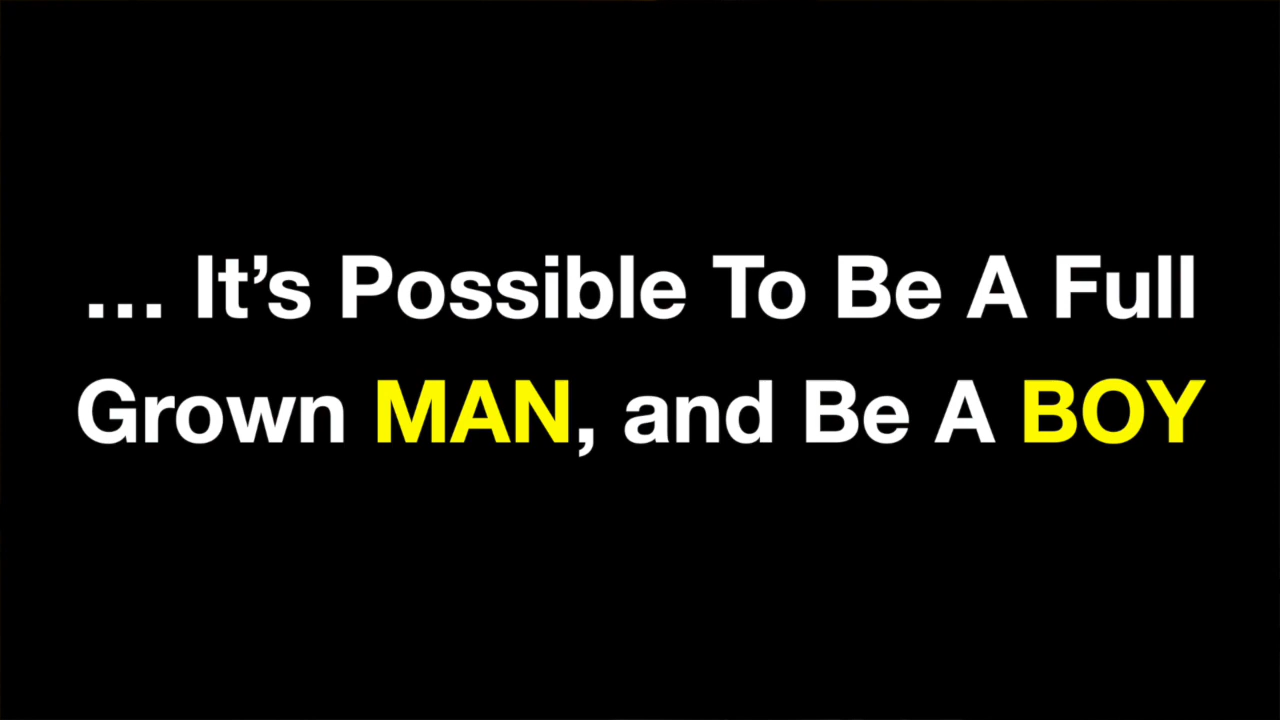 … It’s Possible To Be A Full
Grown MAN, and Be A BOY